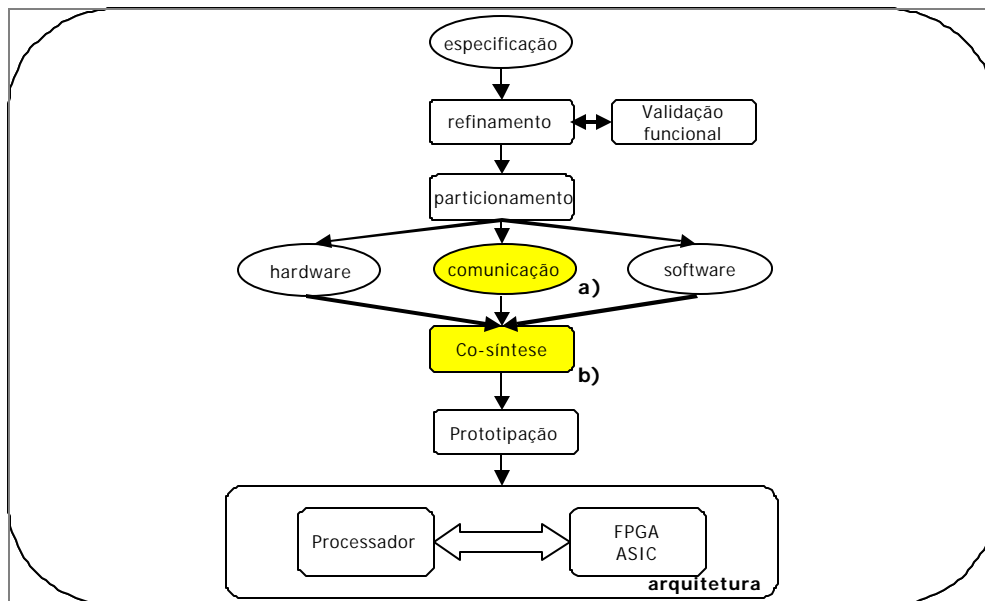 especificação
refinamento
Validação
funcional
particionamento
hardware
comunicação
software
a)
Co-síntese
b)
Prototipação
Processador
FPGA
ASIC
arquitetura